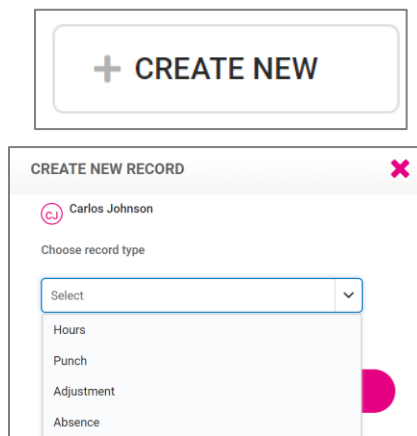 + CREATE NEW
CREATE NEW RECORD
CJ Carlos Johnson
Choose record type
Select
Hours
Punch
Adjustment
Absence